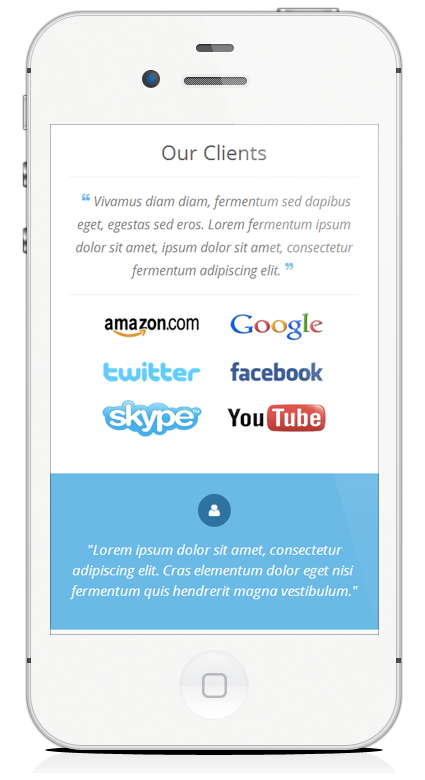 Our Clients
❝ Vivamus diam diam, fermentum sed dapibus
eget, egestas sed eros. Lorem fermentum ipsum
dolor sit amet, ipsum dolor sit amet, consectetur
fermentum adipiscing elit. ❞
amazon.com Google
twitter facebook
skype YouTube
"Lorem ipsum dolor sit amet, consectetur
adipiscing elit. Cras elementum dolor eget nisi
fermentum quis hendrerit magna vestibulum."